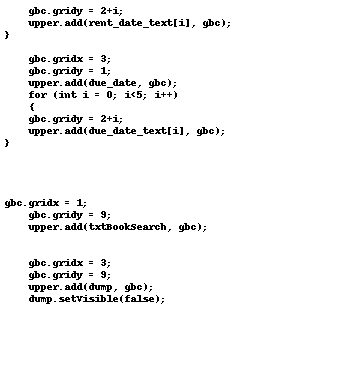 gbc.gridy = 2+i;
upper.add(rent_date_text[i], gbc);
}
gbc.gridx = 3;
gbc.gridy = 1;
upper.add(due_date, gbc);
for (int i = 0; i<5; i++)
{
gbc.gridy = 2+i;
upper.add(due_date_text[i], gbc);
}
gbc.gridx = 1;
gbc.gridy = 9;
upper.add(txtBookSearch, gbc);
gbc.gridx = 3;
gbc.gridy = 9;
upper.add(dump, gbc);
dump.setVisible(false);